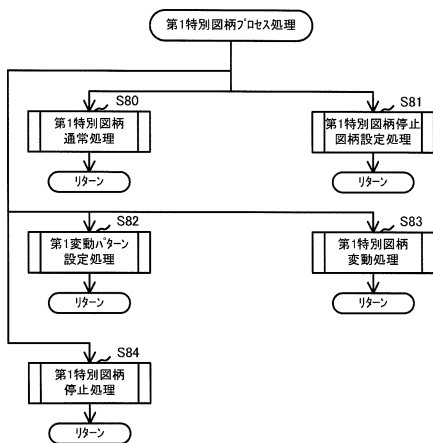 第1特別図柄プロセス処理
S80
第1特別図柄
通常処理
リターン
S81
第1特別図柄停止
図柄設定処理
リターン
S82
第1変動パターン
設定処理
リターン
S83
第1特別図柄
変動処理
リターン
S84
第1特別図柄
停止処理
リターン